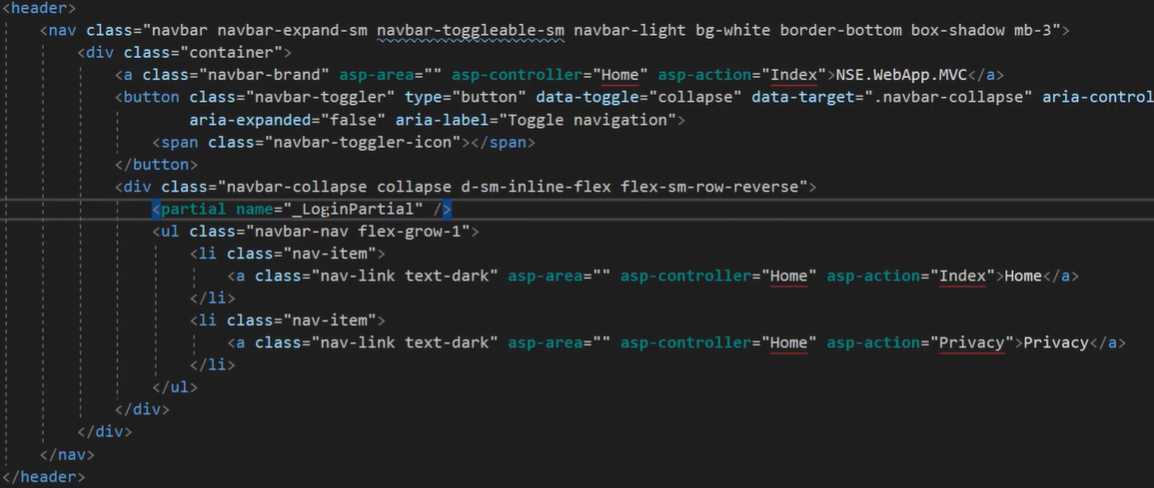 <header>
<nav class="navbar navbar-expand-sm navbar-toggleable-sm navbar-light bg-white border-bottom box-shadow mb-3">
<div class="container">
<a class="navbar-brand" asp-area="" asp-controller="Home" asp-action="Index">NSE.WebApp.MVC</a>
<button class="navbar-toggler" type="button" data-toggle="collapse" data-target=".navbar-collapse" aria-control
aria-expanded="false" aria-label="Toggle navigation">
<span class="navbar-toggler-icon"></span>
</button>
<div class="navbar-collapse collapse d-sm-inline-flex flex-sm-row-reverse">
<partial name="_LoginPartial" />
<ul class="navbar-nav flex-grow-1">
<li class="nav-item">
<a class="nav-link text-dark" asp-area="" asp-controller="Home" asp-action="Index">Home</a>
</li>
<li class="nav-item">
<a class="nav-link text-dark" asp-area="" asp-controller="Home" asp-action="Privacy">Privacy</a>
</li>
</ul>
</div>
</div>
</nav>
</header>